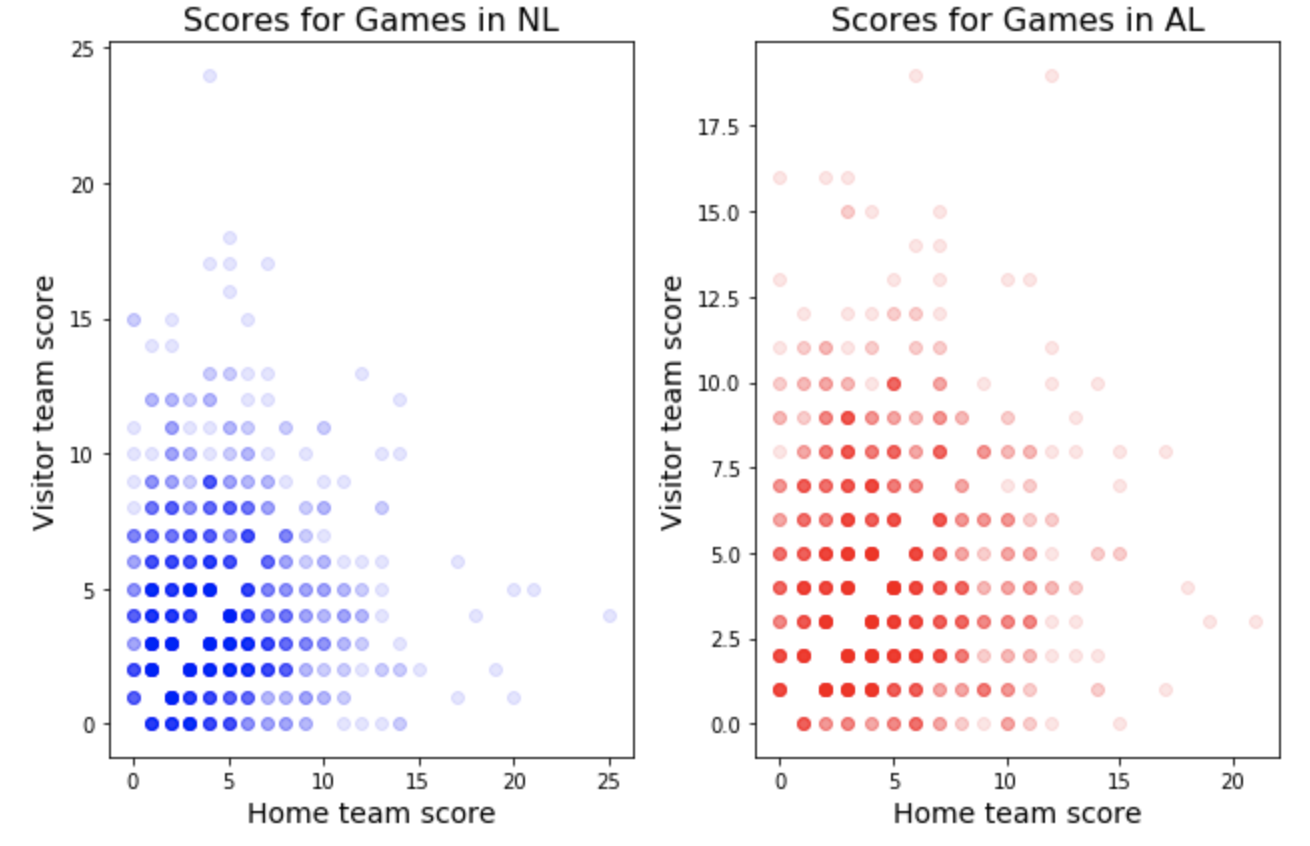 Scores for Games in NL
25
20
15
10
5
0
0 5 10 15 20 25
Visitor team score
Home team score
Scores for Games in AL
17.5
15.0
12.5
10.0
7.5
5.0
2.5
0.0
0 5 10 15 20
Visitor team score
Home team score